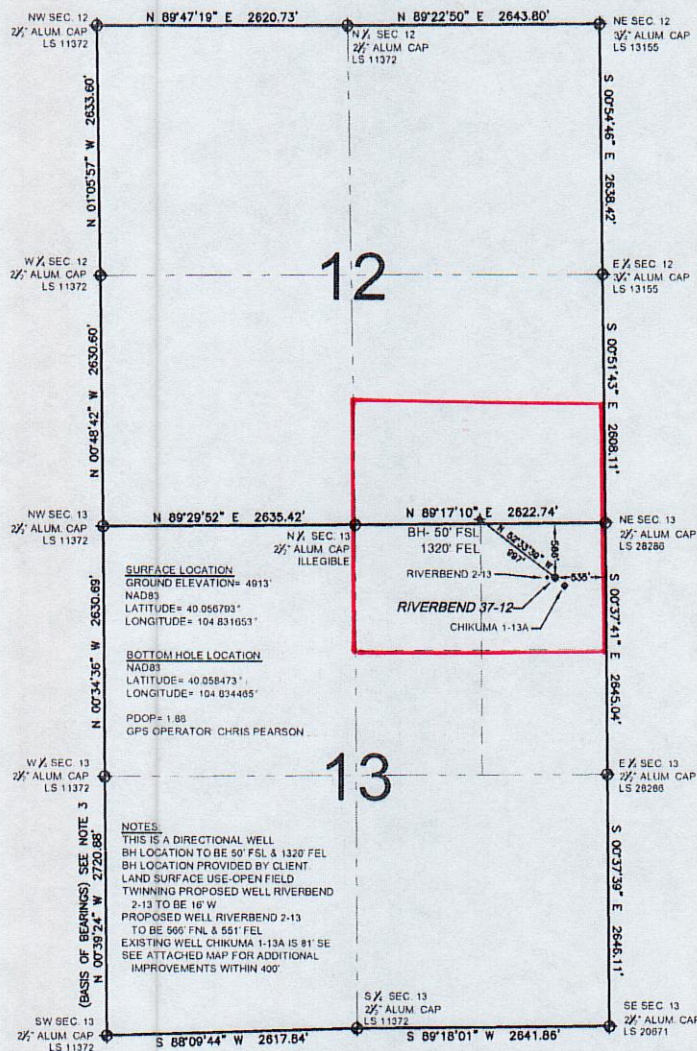 N 89°47'19" E 2620.73'
N 89°22'50" E 2643.80'
NW SEC. 12
2½" ALUM. CAP
LS 11372
N ¼ SEC. 12
2½" ALUM. CAP
LS 11372
NE SEC. 12
3¼" ALUM. CAP
LS 13155
N 01°05'57" W 2633.60'
S 00°54'46" E 2638.42'
W ¼ SEC. 12
2½" ALUM. CAP
LS 11372
12
E ¼ SEC. 12
ALUM. CAP
LS 13155
N 00°48'42" W 2630.60'
S 00°51'43" E 2608.11'
NW SEC. 13
2½" ALUM. CAP
LS 11372
N 89°29'52" E 2635.42'
N ¼ SEC. 13
2½" ALUM. CAP
ILLEGIBLE
N 89°17'10" E 2622.74'
BH- 50' FSL
1320' FEL
N 52°33'39" W
997'
566'
535'
NE SEC. 13
2½" ALUM. CAP
LS 28286
RIVERBEND 2-13
RIVERBEND 37-12
CHIKUMA 1-13A
N 00°34'36" W 2630.69'
S 00°37'41" E 2645.04'
SURFACE LOCATION
GROUND ELEVATION= 4913'
NAD83
LATITUDE= 40.056793°
LONGITUDE= 104.831653°
BOTTOM HOLE LOCATION
NAD83
LATITUDE= 40.058473°
LONGITUDE= 104.834465°
PDOP= 1.88
GPS OPERATOR: CHRIS PEARSON
W ¼ SEC. 13
2½" ALUM. CAP
LS 11372
13
E ¼ SEC. 13
2½" ALUM. CAP
LS 28286
(BASIS OF BEARINGS) SEE NOTE 3
N 00°39'24" W 2720.88'
S 00°37'39" E 2646.11'
NOTES:
THIS IS A DIRECTIONAL WELL
BH LOCATION TO BE 50' FSL & 1320' FEL
BH LOCATION PROVIDED BY CLIENT.
LAND SURFACE USE-OPEN FIELD
TWINNING PROPOSED WELL RIVERBEND
2-13 TO BE 16' W
PROPOSED WELL RIVERBEND 2-13
TO BE 566' FNL & 551' FEL
EXISTING WELL CHIKUMA 1-13A IS 81' SE
SEE ATTACHED MAP FOR ADDITIONAL
IMPROVEMENTS WITHIN 400'
SW SEC. 13
2½" ALUM. CAP
LS 11372
S 88°09'44" W 2617.84'
S ¼ SEC. 13
2½" ALUM. CAP
LS 11372
S 89°18'01" W 2641.86'
SE SEC. 13
2½" ALUM. CAP
LS 20671